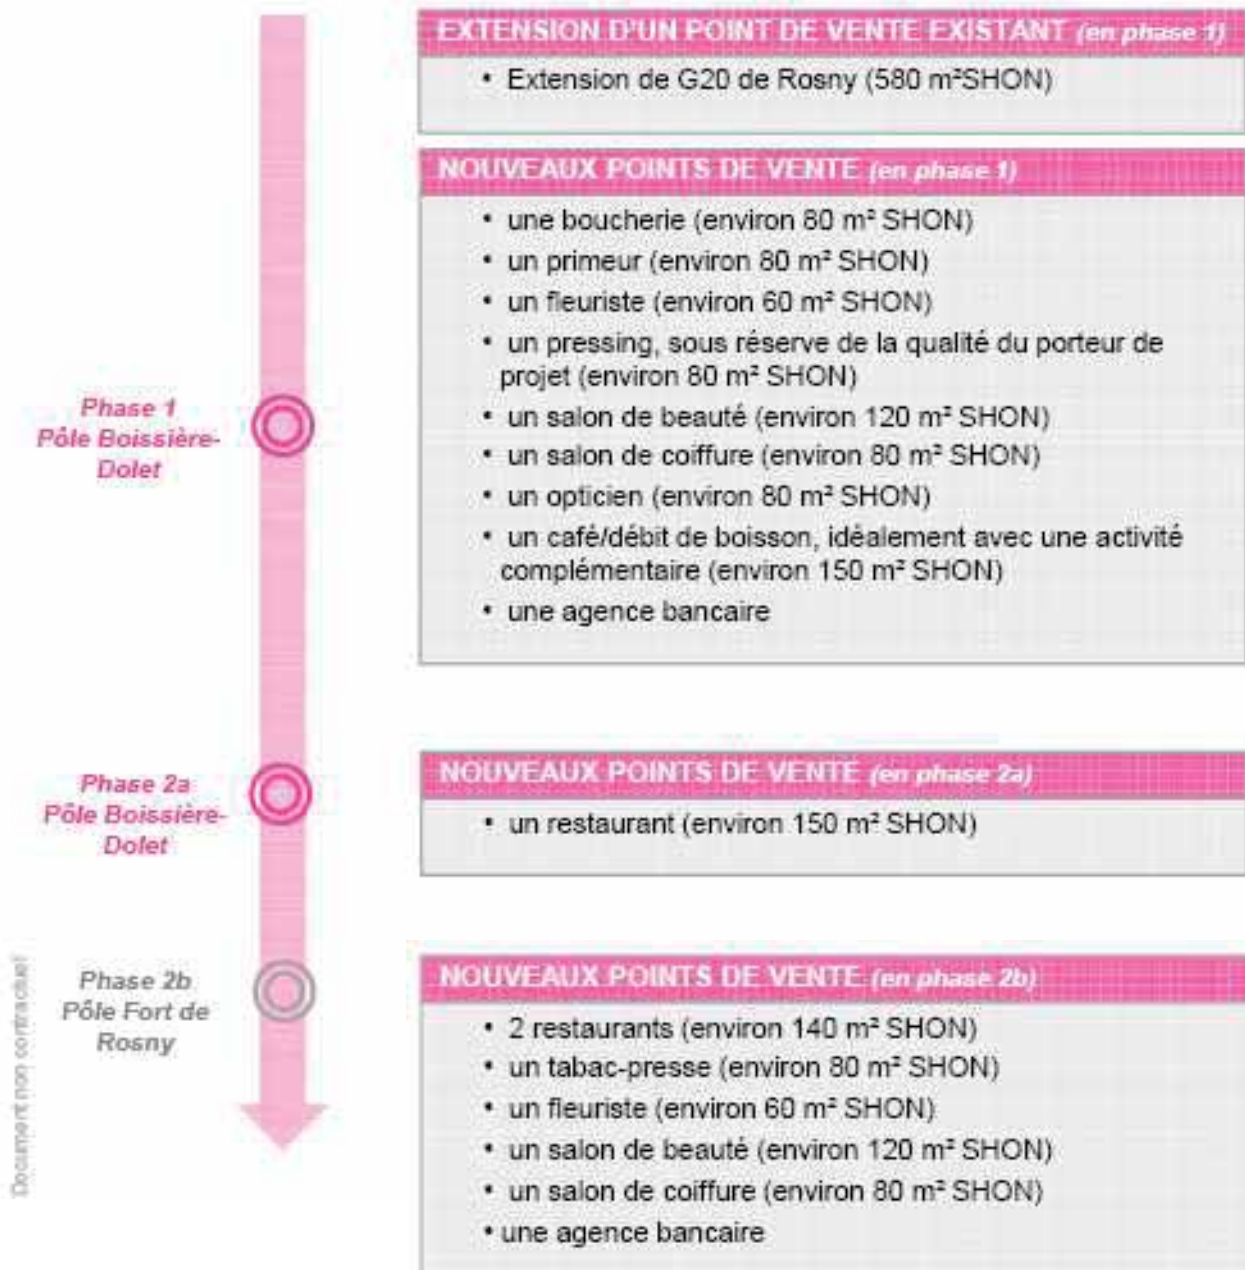 EXTENSION D'UN POINT DE VENTE EXISTANT (en phase 1)
• Extension de G20 de Rosny (580 m²SHON)
NOUVEAUX POINTS DE VENTE (en phase 1)
• une boucherie (environ 80 m² SHON)
• un primeur (environ 80 m² SHON)
• un fleuriste (environ 60 m² SHON)
• un pressing, sous réserve de la qualité du porteur de
projet (environ 80 m² SHON)
• un salon de beauté (environ 120 m² SHON)
• un salon de coiffure (environ 80 m² SHON)
• un opticien (environ 80 m² SHON)
• un café/débit de boisson, idéalement avec une activité
complémentaire (environ 150 m² SHON)
• une agence bancaire
Phase 1
Pôle Boissière-
Dolet
Phase 2a
Pôle Boissière-
Dolet
NOUVEAUX POINTS DE VENTE (en phase 2a)
• un restaurant (environ 150 m² SHON)
Phase 2b
Pôle Fort de
Rosny
NOUVEAUX POINTS DE VENTE (en phase 2b)
• 2 restaurants (environ 140 m² SHON)
• un tabac-presse (environ 80 m² SHON)
• un fleuriste (environ 60 m² SHON)
• un salon de beauté (environ 120 m² SHON)
• un salon de coiffure (environ 80 m² SHON)
• une agence bancaire
Document non contractuel